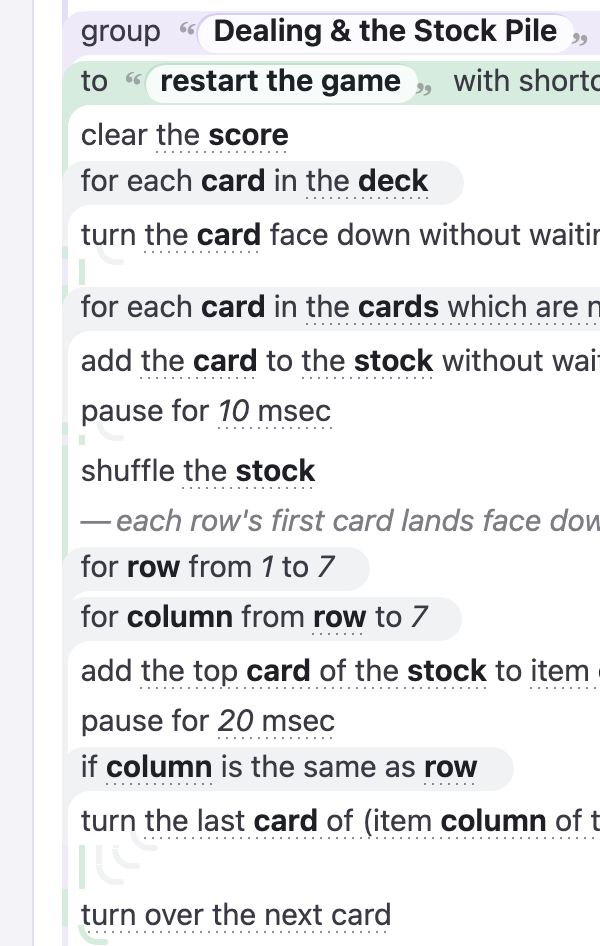 group “ Dealing & the Stock Pile „
to “ restart the game „ with
clear the score
for each card in the deck
turn the card face down without
for each card in the cards which are
add the card to the stock without
pause for 10 msec
shuffle the stock
— each row's first card lands face
for row from 1 to 7
for column from row to 7
add the top card of the stock to item
pause for 20 msec
if column is the same as row
turn the last card of (item column of
turn over the next card